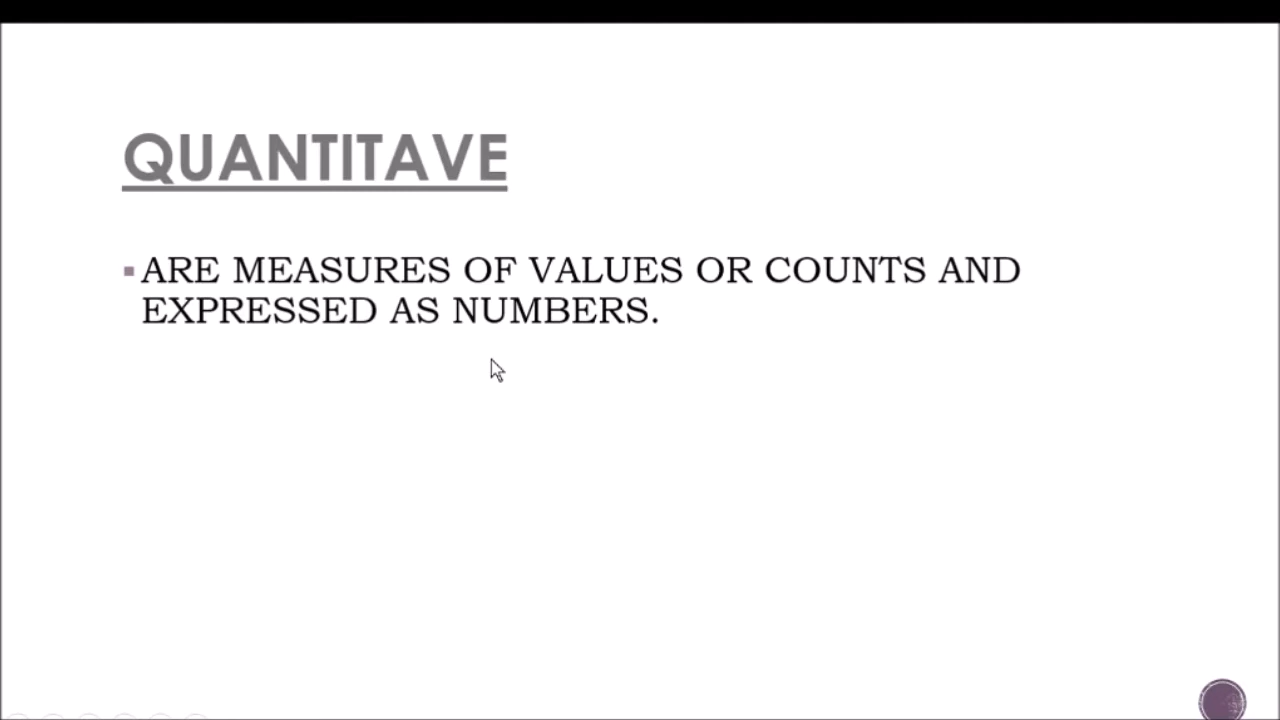 QUANTITAVE
ARE MEASURES OF VALUES OR COUNTS AND
EXPRESSED AS NUMBERS.